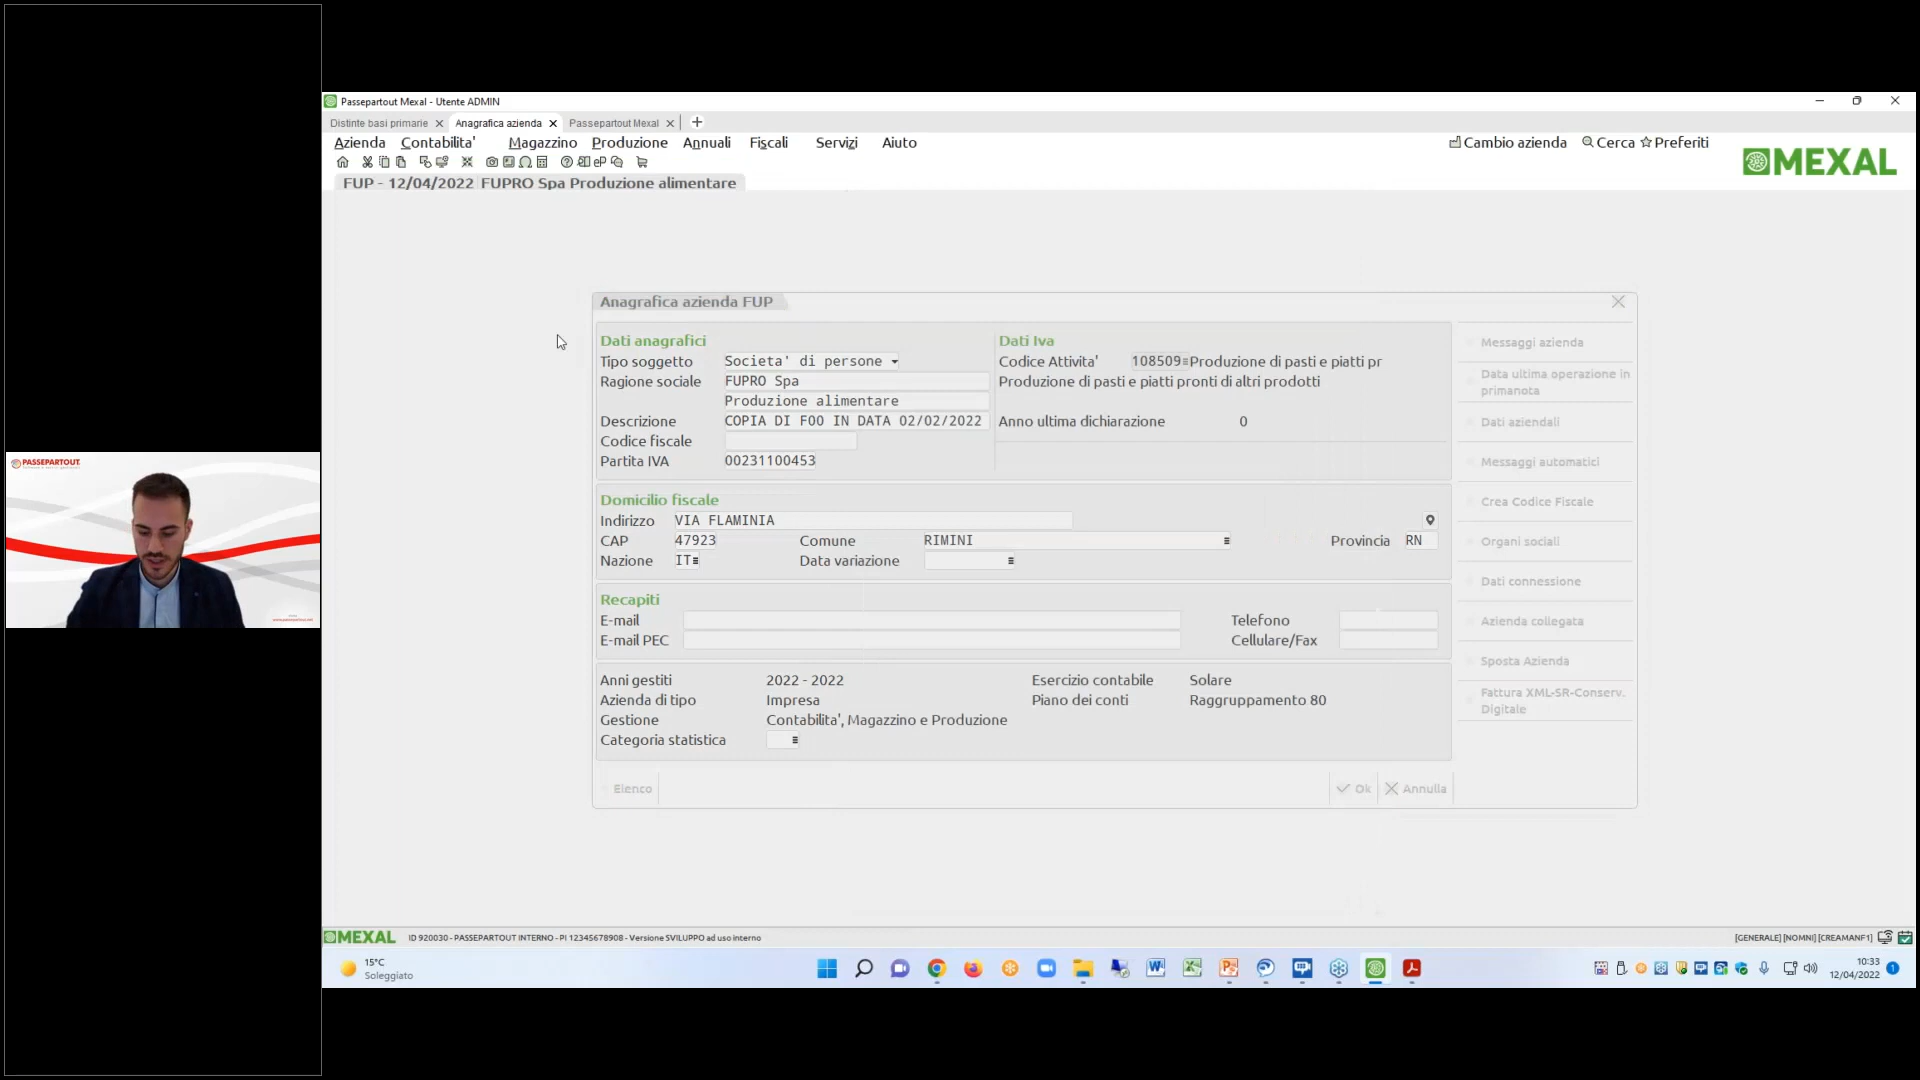 Passepartout Mexal - Utente ADMIN
Distinte basi primarie
Anagrafica azienda
Passepartout Mexal
Azienda Contabilita' Magazzino Produzione Annuali Fiscali Servizi Aiuto
Cambio azienda Cerca Preferiti
MEXAL
FUP - 12/04/2022 FUPRO Spa Produzione alimentare
Anagrafica azienda FUP
Dati anagrafici
Tipo soggetto Societa' di persone
Ragione sociale FUPRO Spa
Produzione alimentare
Descrizione COPIA DI F00 IN DATA 02/02/2022
Codice fiscale
Partita IVA 00231100453
Dati Iva
Codice Attivita' 108509 Produzione di pasti e piatti pr
Produzione di pasti e piatti pronti di altri prodotti
Anno ultima dichiarazione 0
Domicilio fiscale
Indirizzo VIA FLAMINIA
CAP 47923 Comune RIMINI Provincia RN
Nazione IT Data variazione
Recapiti
E-mail Telefono
E-mail PEC Cellulare/Fax
Anni gestiti 2022 - 2022 Esercizio contabile Solare
Azienda di tipo Impresa Piano dei conti Raggruppamento 80
Gestione Contabilita', Magazzino e Produzione
Categoria statistica
Elenco Ok Annulla
Messaggi azienda
Data ultima operazione in
primanota
Dati aziendali
Messaggi automatici
Crea Codice Fiscale
Organi sociali
Dati connessione
Azienda collegata
Sposta Azienda
Fattura XML-SR-Conserv.
Digitale
PASSEPARTOUT
MEXAL ID 920030 - PASSEPARTOUT INTERNO - PI 12345678908 - Versione SVILUPPO ad uso interno
[GENERALE] [NOMNI] [CREAMANF1]
15°C
Soleggiato
10:33
12/04/2022
1